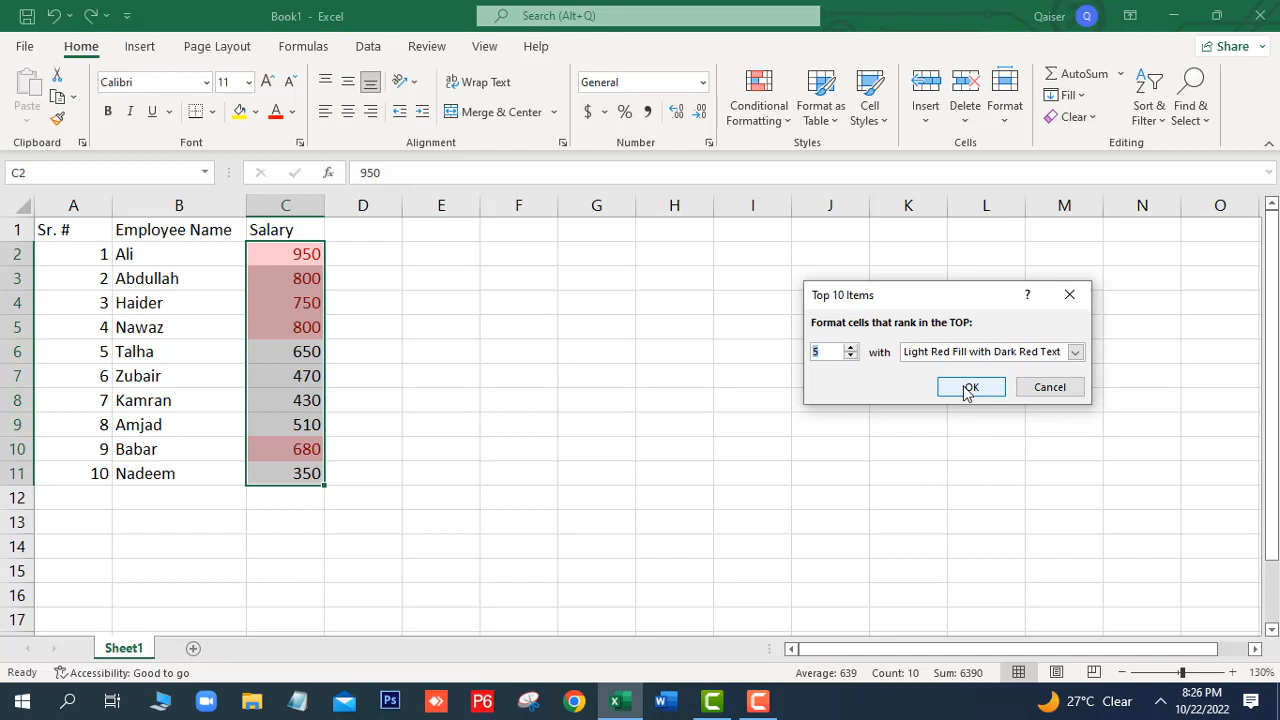 Book1 - Excel
Search (Alt+Q)
Qaiser
Q
File Home Insert Page Layout Formulas Data Review View Help
Share
Calibri 11 A A
Wrap Text
General
Paste
B I U A
Merge & Center
$ % ,
Conditional Formatting
Format as Table
Cell Styles
Insert Delete Format
AutoSum
Fill
Clear
Sort & Filter
Find & Select
Clipboard Font Alignment Number Styles Cells Editing
C2 fx 950
A B C D E F G H I J K L M N O
1 Sr. # Employee Name Salary
2 1 Ali 950
3 2 Abdullah 800
4 3 Haider 750
5 4 Nawaz 800
6 5 Talha 650
7 6 Zubair 470
8 7 Kamran 430
9 8 Amjad 510
10 9 Babar 680
11 10 Nadeem 350
12
13
14
15
16
17
Top 10 Items ?
Format cells that rank in the TOP:
5 with Light Red Fill with Dark Red Text
OK Cancel
Sheet1
Ready Accessibility: Good to go Average: 639 Count: 10 Sum: 6390 130%
Ps P6 W C C
27°C Clear
8:26 PM
10/22/2022